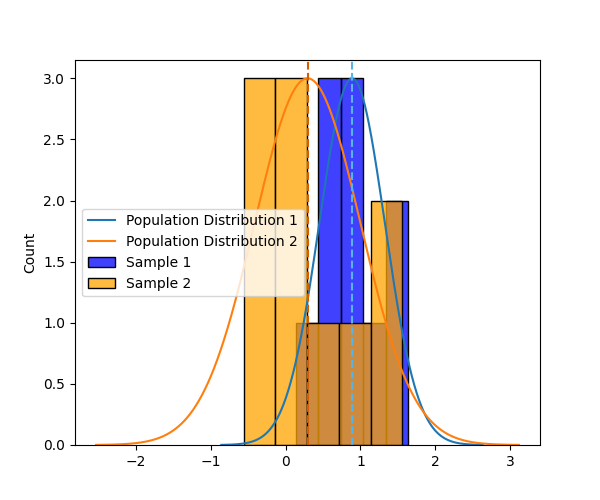 3.0
2.5
2.0
1.5
1.0
0.5
0.0
Count
Population Distribution 1
Population Distribution 2
Sample 1
Sample 2
−2 −1 0 1 2 3